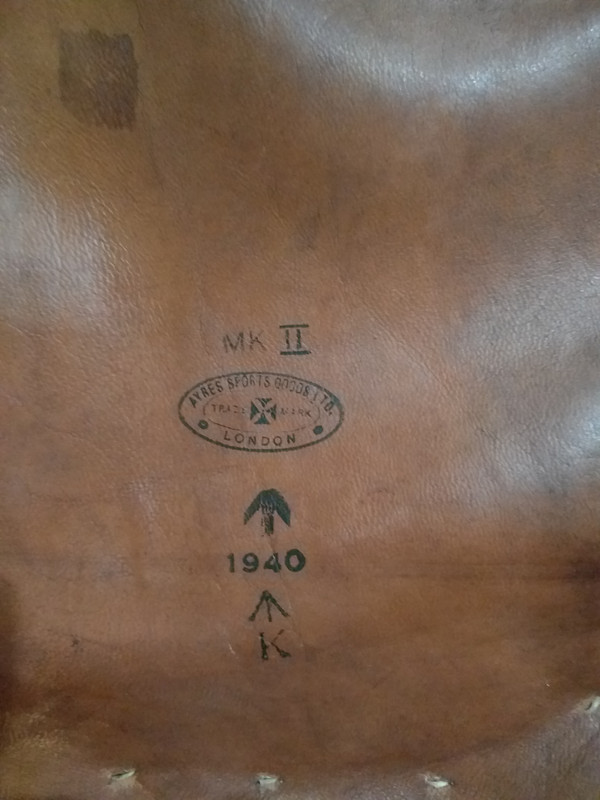 MK II
AYRES SPORTS GOODS LTD.
TRADE MARK
LONDON
1940
K